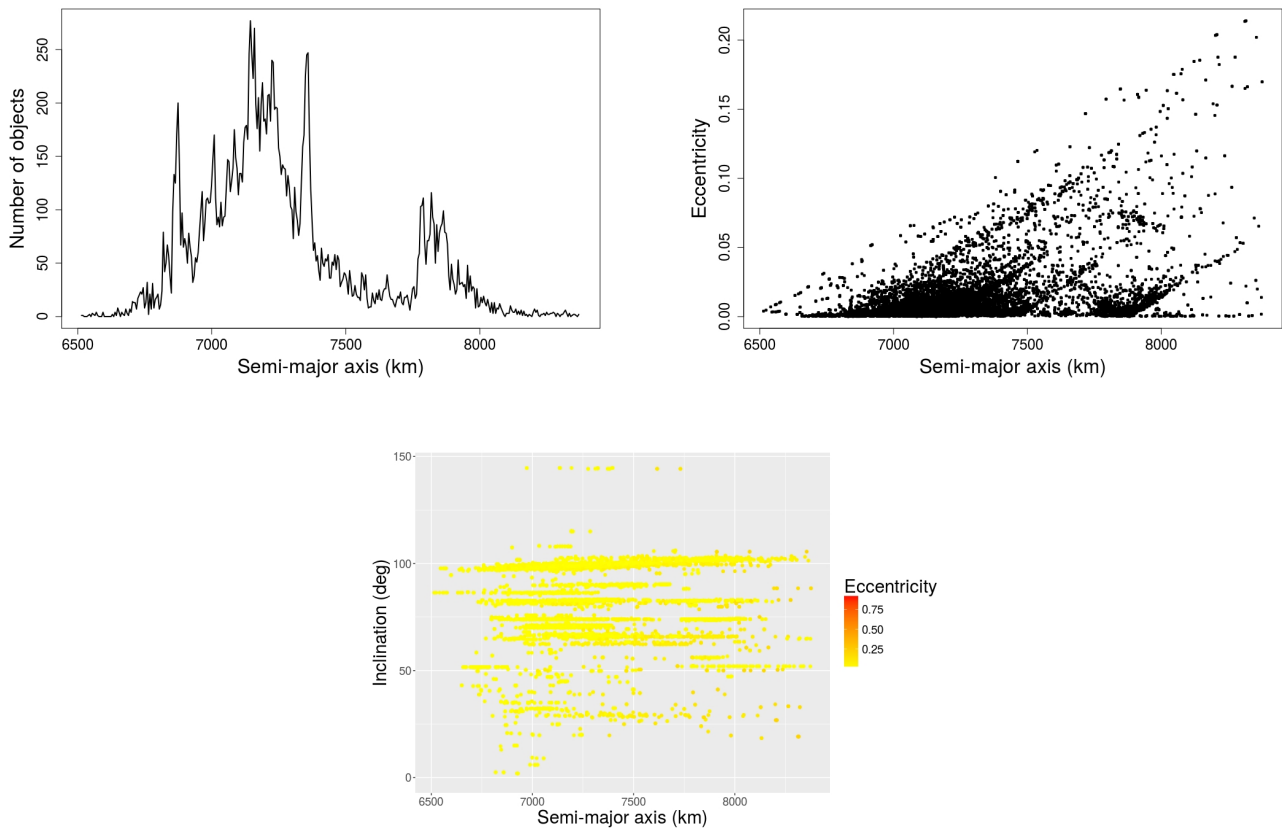 250
200
150
100
50
0
Number of objects
6500 7000 7500 8000
Semi-major axis (km)
0.20
0.15
0.10
0.05
0.00
Eccentricity
6500 7000 7500 8000
Semi-major axis (km)
150
100
50
0
Inclination (deg)
6500 7000 7500 8000
Semi-major axis (km)
Eccentricity
0.75
0.50
0.25